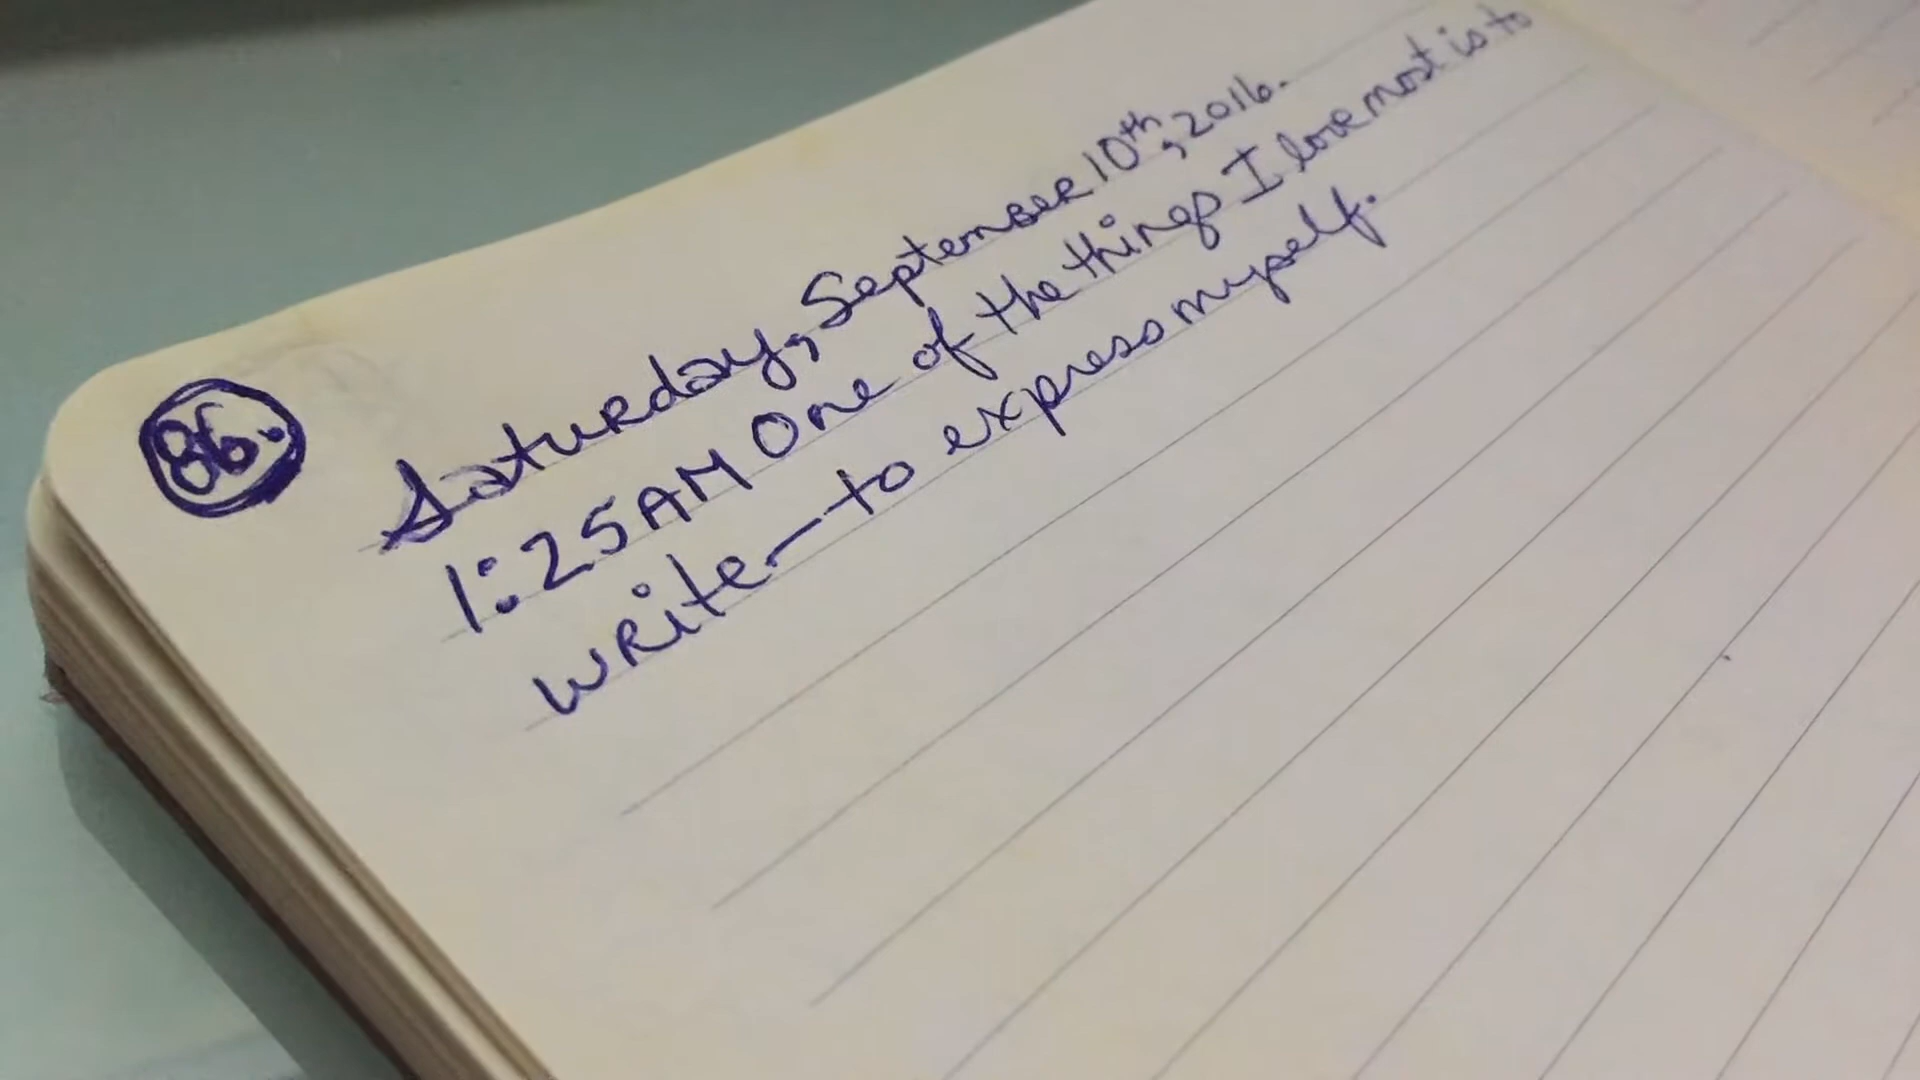 86.
Saturday, September 10th, 2016.
1:25AM One of the things I love most is to
write—to express myself.